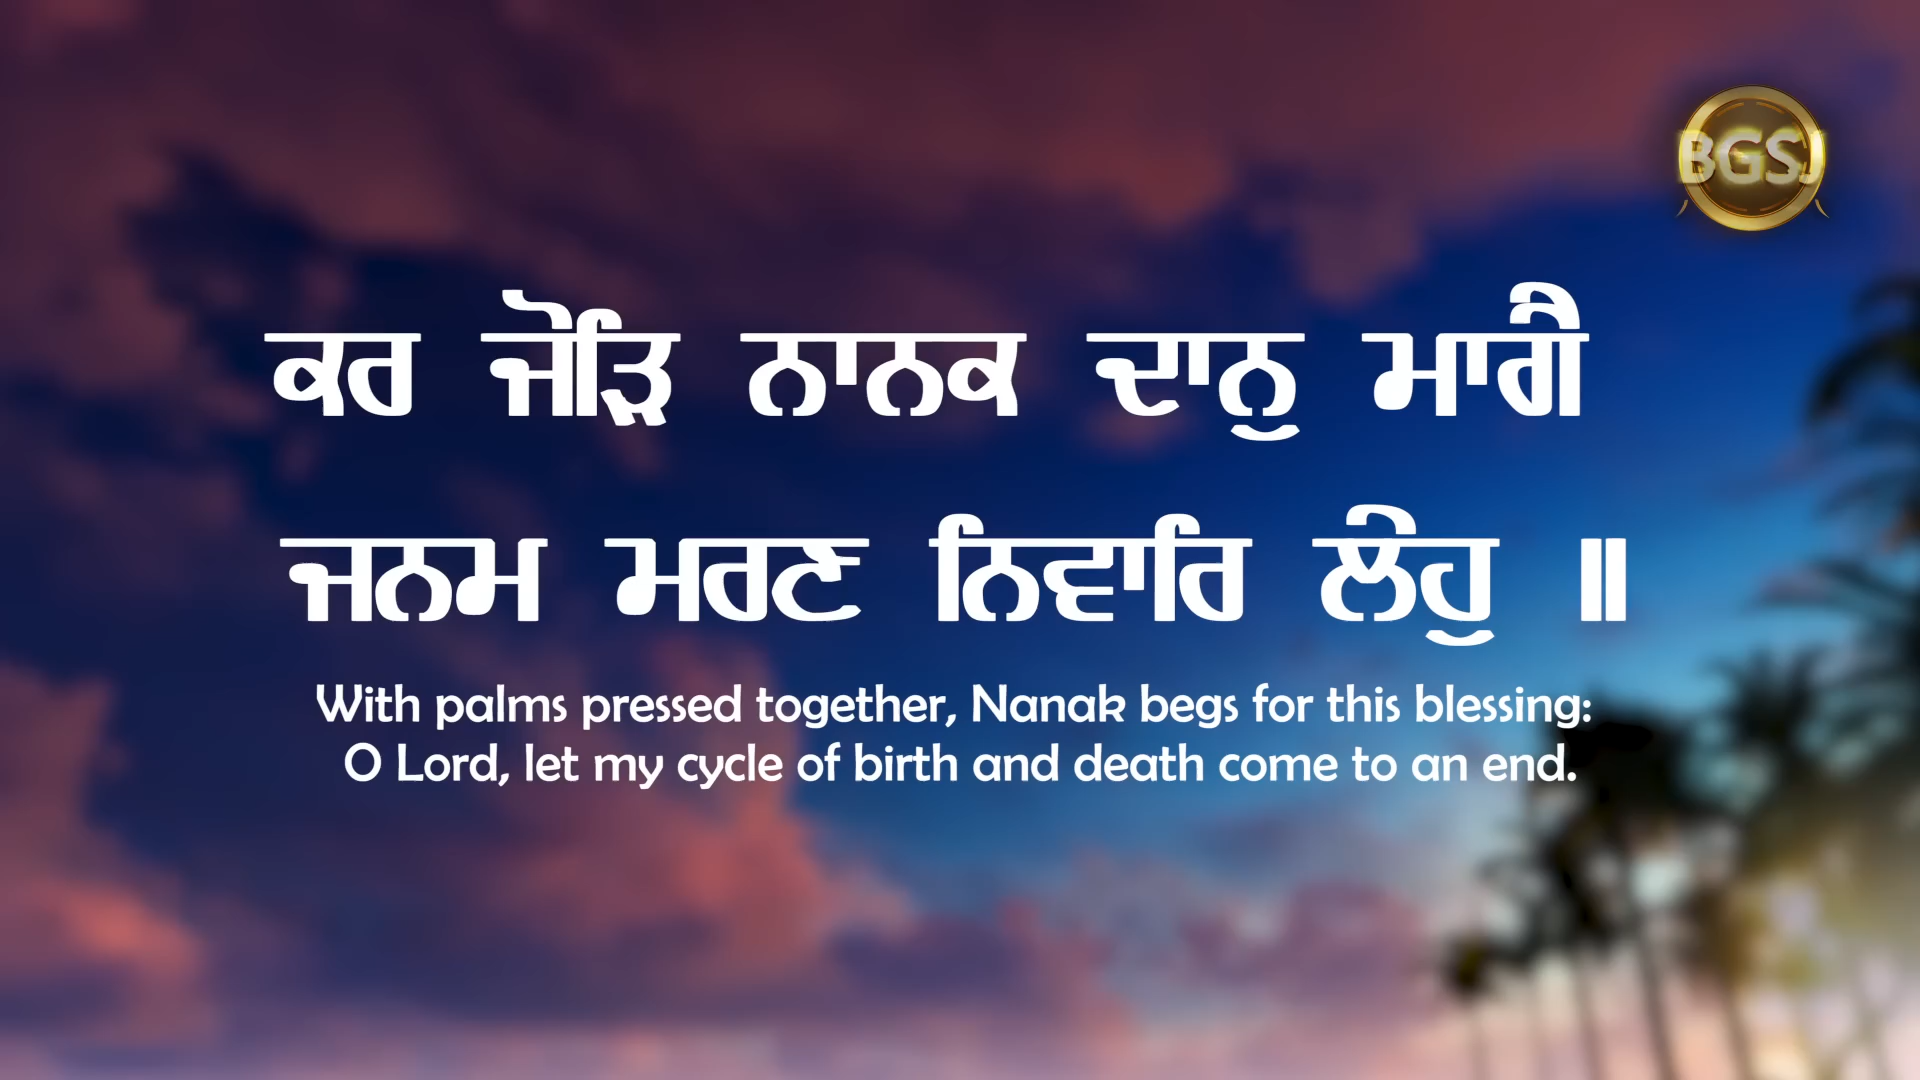 BGSJ
ਕਰ ਜੋੜਿ ਨਾਨਕ ਦਾਨੁ ਮਾਗੈ
ਜਨਮ ਮਰਣ ਨਿਵਾਰਿ ਲੇਹੁ ॥
With palms pressed together, Nanak begs for this blessing:
O Lord, let my cycle of birth and death come to an end.